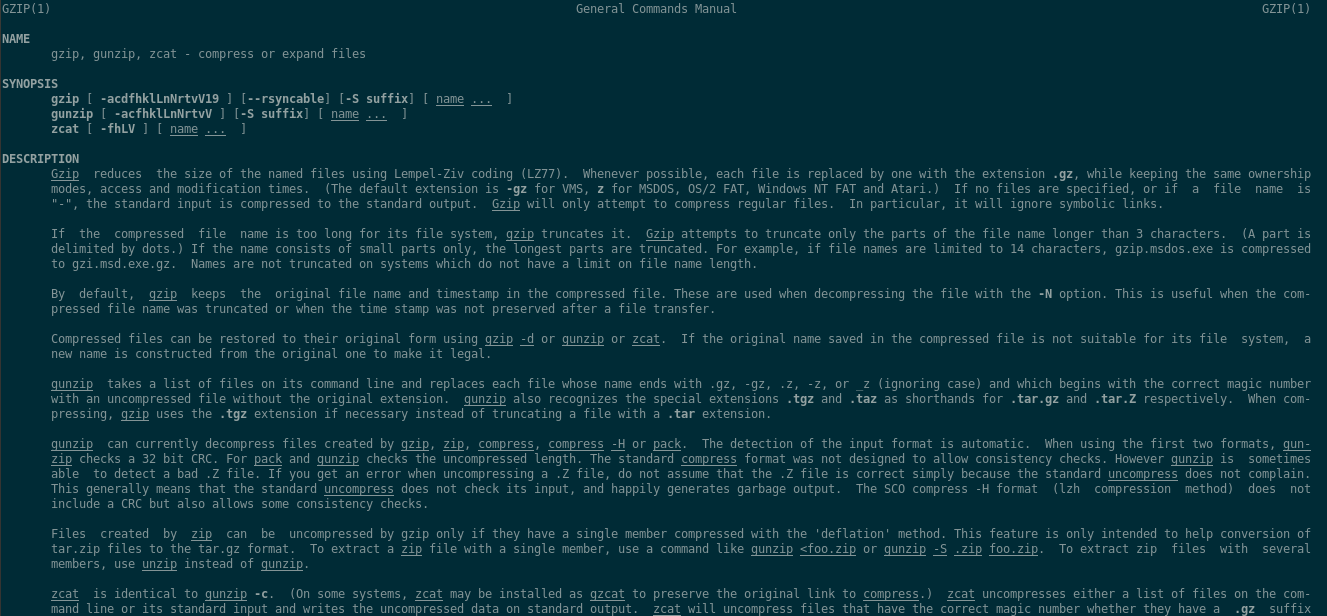 GZIP(1) General Commands Manual GZIP(1)
NAME
gzip, gunzip, zcat - compress or expand files
SYNOPSIS
gzip [ -acdfhklLnNrtvV19 ] [--rsyncable] [-S suffix] [ name ... ]
gunzip [ -acfhklLnNrtvV ] [-S suffix] [ name ... ]
zcat [ -fhLV ] [ name ... ]
DESCRIPTION
Gzip reduces the size of the named files using Lempel-Ziv coding (LZ77). Whenever possible, each file is replaced by one with the extension .gz, while keeping the same ownership
modes, access and modification times. (The default extension is -gz for VMS, z for MSDOS, OS/2 FAT, Windows NT FAT and Atari.) If no files are specified, or if a file name is
"-", the standard input is compressed to the standard output. Gzip will only attempt to compress regular files. In particular, it will ignore symbolic links.
If the compressed file name is too long for its file system, gzip truncates it. Gzip attempts to truncate only the parts of the file name longer than 3 characters. (A part is
delimited by dots.) If the name consists of small parts only, the longest parts are truncated. For example, if file names are limited to 14 characters, gzip.msdos.exe is compressed
to gzi.msd.exe.gz. Names are not truncated on systems which do not have a limit on file name length.
By default, gzip keeps the original file name and timestamp in the compressed file. These are used when decompressing the file with the -N option. This is useful when the com-
pressed file name was truncated or when the time stamp was not preserved after a file transfer.
Compressed files can be restored to their original form using gzip -d or gunzip or zcat. If the original name saved in the compressed file is not suitable for its file system, a
new name is constructed from the original one to make it legal.
gunzip takes a list of files on its command line and replaces each file whose name ends with .gz, -gz, .z, -z, or _z (ignoring case) and which begins with the correct magic number
with an uncompressed file without the original extension. gunzip also recognizes the special extensions .tgz and .taz as shorthands for .tar.gz and .tar.Z respectively. When com-
pressing, gzip uses the .tgz extension if necessary instead of truncating a file with a .tar extension.
gunzip can currently decompress files created by gzip, zip, compress, compress -H or pack. The detection of the input format is automatic. When using the first two formats, gun-
zip checks a 32 bit CRC. For pack and gunzip checks the uncompressed length. The standard compress format was not designed to allow consistency checks. However gunzip is sometimes
able to detect a bad .Z file. If you get an error when uncompressing a .Z file, do not assume that the .Z file is correct simply because the standard uncompress does not complain.
This generally means that the standard uncompress does not check its input, and happily generates garbage output. The SCO compress -H format (lzh compression method) does not
include a CRC but also allows some consistency checks.
Files created by zip can be uncompressed by gzip only if they have a single member compressed with the 'deflation' method. This feature is only intended to help conversion of
tar.zip files to the tar.gz format. To extract a zip file with a single member, use a command like gunzip <foo.zip or gunzip -S .zip foo.zip. To extract zip files with several
members, use unzip instead of gunzip.
zcat is identical to gunzip -c. (On some systems, zcat may be installed as gzcat to preserve the original link to compress.) zcat uncompresses either a list of files on the com-
mand line or its standard input and writes the uncompressed data on standard output. zcat will uncompress files that have the correct magic number whether they have a .gz suffix